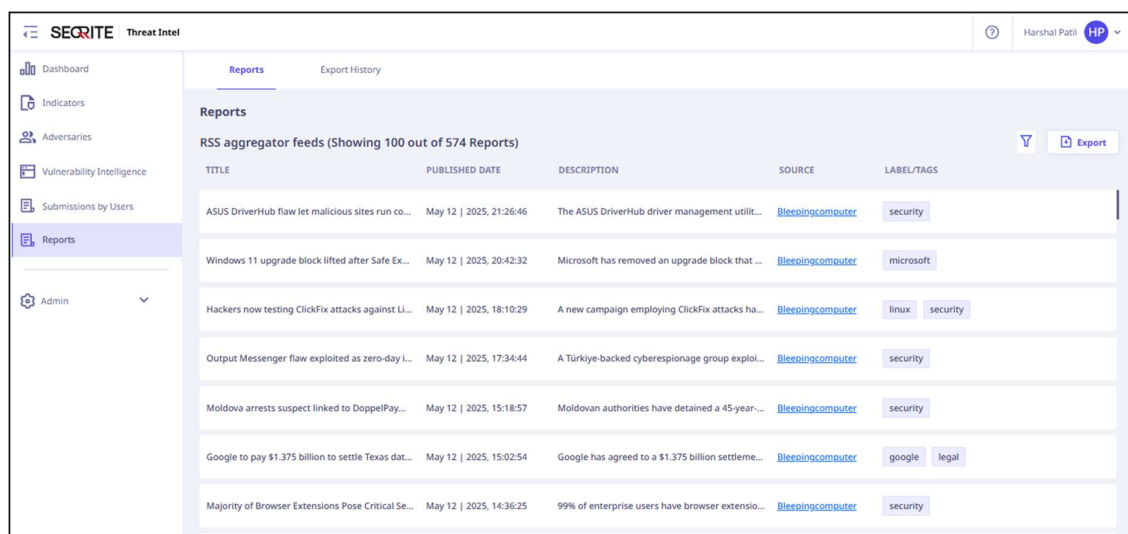 SEQRITE Threat Intel
? Harshal Patil HP
Dashboard
Indicators
Adversaries
Vulnerability Intelligence
Submissions by Users
Reports
Admin
Reports Export History
Reports
RSS aggregator feeds (Showing 100 out of 574 Reports)
Export
TITLE PUBLISHED DATE DESCRIPTION SOURCE LABEL/TAGS
ASUS DriverHub flaw let malicious sites run co... May 12 | 2025, 21:26:46 The ASUS DriverHub driver management utilit... Bleepingcomputer security
Windows 11 upgrade block lifted after Safe Ex... May 12 | 2025, 20:42:32 Microsoft has removed an upgrade block that ... Bleepingcomputer microsoft
Hackers now testing ClickFix attacks against Li... May 12 | 2025, 18:10:29 A new campaign employing ClickFix attacks ha... Bleepingcomputer linux security
Output Messenger flaw exploited as zero-day i... May 12 | 2025, 17:34:44 A Türkiye-backed cyberespionage group exploi... Bleepingcomputer security
Moldova arrests suspect linked to DoppelPay... May 12 | 2025, 15:18:57 Moldovan authorities have detained a 45-year-... Bleepingcomputer security
Google to pay $1.375 billion to settle Texas dat... May 12 | 2025, 15:02:54 Google has agreed to a $1.375 billion settleme... Bleepingcomputer google legal
Majority of Browser Extensions Pose Critical Se... May 12 | 2025, 14:36:25 99% of enterprise users have browser extensio... Bleepingcomputer security